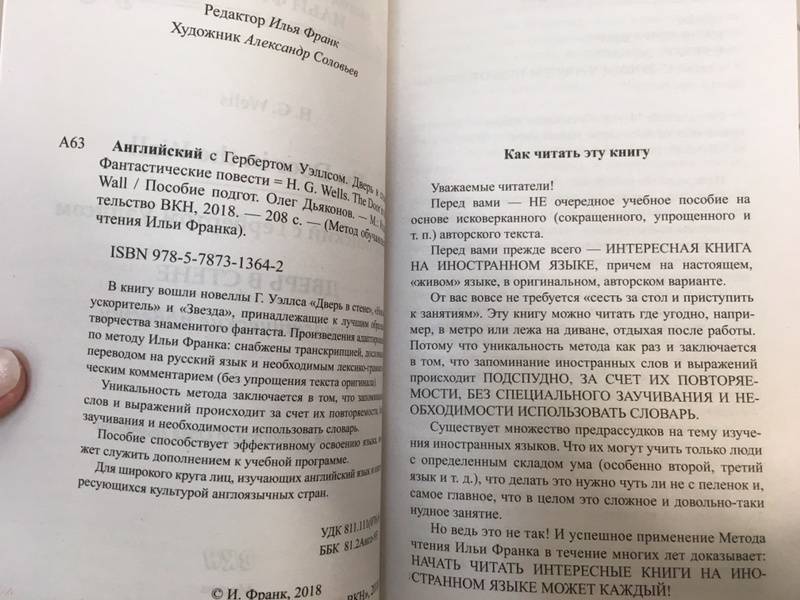 Редактор Илья Франк
Художник Александр Соловьев
А63
Английский с Гербертом Уэллсом. Дверь в
Фантастические повести = H. G. Wells. The Door
Wall / Пособие подгот. Олег Дьяконов. — М.:
тельство ВКН, 2018. — 208 с. — (Метод обучаю
чтения Ильи Франка).
ISBN 978-5-7873-1364-2
В книгу вошли новеллы Г. Уэллса «Дверь в стене»,
ускоритель» и «Звезда», принадлежащие к лучшим образ
творчества знаменитого фантаста. Произведения адаптиро
по методу Ильи Франка: снабжены транскрипцией, дослов
переводом на русский язык и необходимым лексико-грамм
ческим комментарием (без упрощения текста оригинала).
Уникальность метода заключается в том, что запомин
слов и выражений происходит за счет их повторяемости,
заучивания и необходимости использовать словарь.
Пособие способствует эффективному освоению языка,
жет служить дополнением к учебной программе.
Для широкого круга лиц, изучающих английский язык и
ресующихся культурой англоязычных стран.
УДК 811.111(07
ББК 81.2Англ-9
© И. Франк, 2018
ВКН», 201
H. G. Wells
ДВЕРЬ В СТЕНЕ
Как читать эту книгу
Уважаемые читатели!
Перед вами — НЕ очередное учебное пособие на
основе исковерканного (сокращенного, упрощенного и
т. п.) авторского текста.
Перед вами прежде всего — ИНТЕРЕСНАЯ КНИГА
НА ИНОСТРАННОМ ЯЗЫКЕ, причем на настоящем,
«живом» языке, в оригинальном, авторском варианте.
От вас вовсе не требуется «сесть за стол и приступить
к занятиям». Эту книгу можно читать где угодно, напри-
мер, в метро или лежа на диване, отдыхая после работы.
Потому что уникальность метода как раз и заключается
в том, что запоминание иностранных слов и выражений
происходит ПОДСПУДНО, ЗА СЧЕТ ИХ ПОВТОРЯЕ-
МОСТИ, БЕЗ СПЕЦИАЛЬНОГО ЗАУЧИВАНИЯ И НЕ-
ОБХОДИМОСТИ ИСПОЛЬЗОВАТЬ СЛОВАРЬ.
Существует множество предрассудков на тему изуче-
ния иностранных языков. Что их могут учить только люди
с определенным складом ума (особенно второй, третий
язык и т. д.), что делать это нужно чуть ли не с пеленок и,
самое главное, что в целом это сложное и довольно-таки
нудное занятие.
Но ведь это не так! И успешное применение Метода
чтения Ильи Франка в течение многих лет доказывает:
НАЧАТЬ ЧИТАТЬ ИНТЕРЕСНЫЕ КНИГИ НА ИНО-
СТРАННОМ ЯЗЫКЕ МОЖЕТ КАЖДЫЙ!